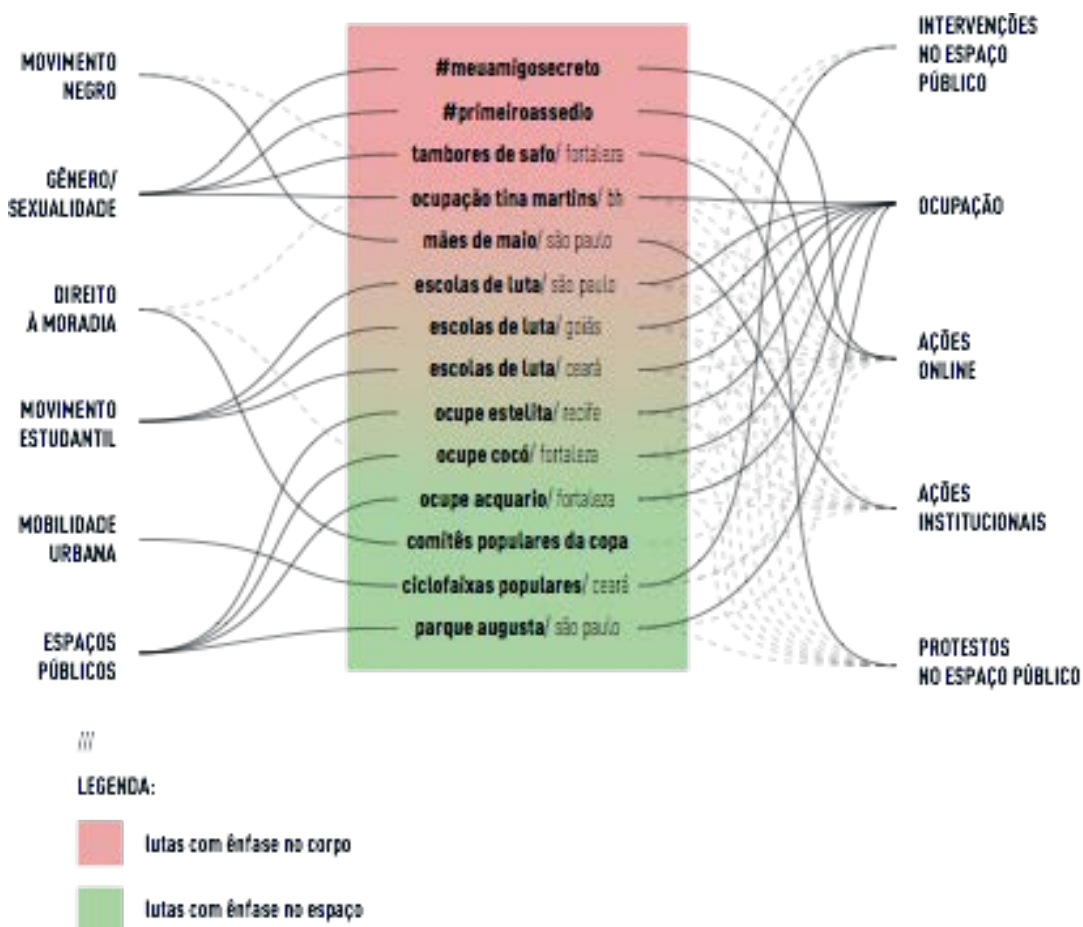 MOVIMENTO
NEGRO
GÊNERO/
SEXUALIDADE
DIREITO
À MORADIA
MOVIMENTO
ESTUDANTIL
MOBILIDADE
URBANA
ESPAÇOS
PÚBLICOS
#meuamigosecreto
#primeiroassedio
tambores de safo/ fortaleza
ocupação tina martins/ bh
mães de maio/ são paulo
escolas de luta/ são paulo
escolas de luta/ goiás
escolas de luta/ ceará
ocupe estelita/ recife
ocupe cocó/ fortaleza
ocupe acquario/ fortaleza
comitês populares da copa
ciclofaixas populares/ ceará
parque augusta/ são paulo
INTERVENÇÕES
NO ESPAÇO
PÚBLICO
OCUPAÇÃO
AÇÕES
ONLINE
AÇÕES
INSTITUCIONAIS
PROTESTOS
NO ESPAÇO PÚBLICO
///
LEGENDA:
lutas com ênfase no corpo
lutas com ênfase no espaço